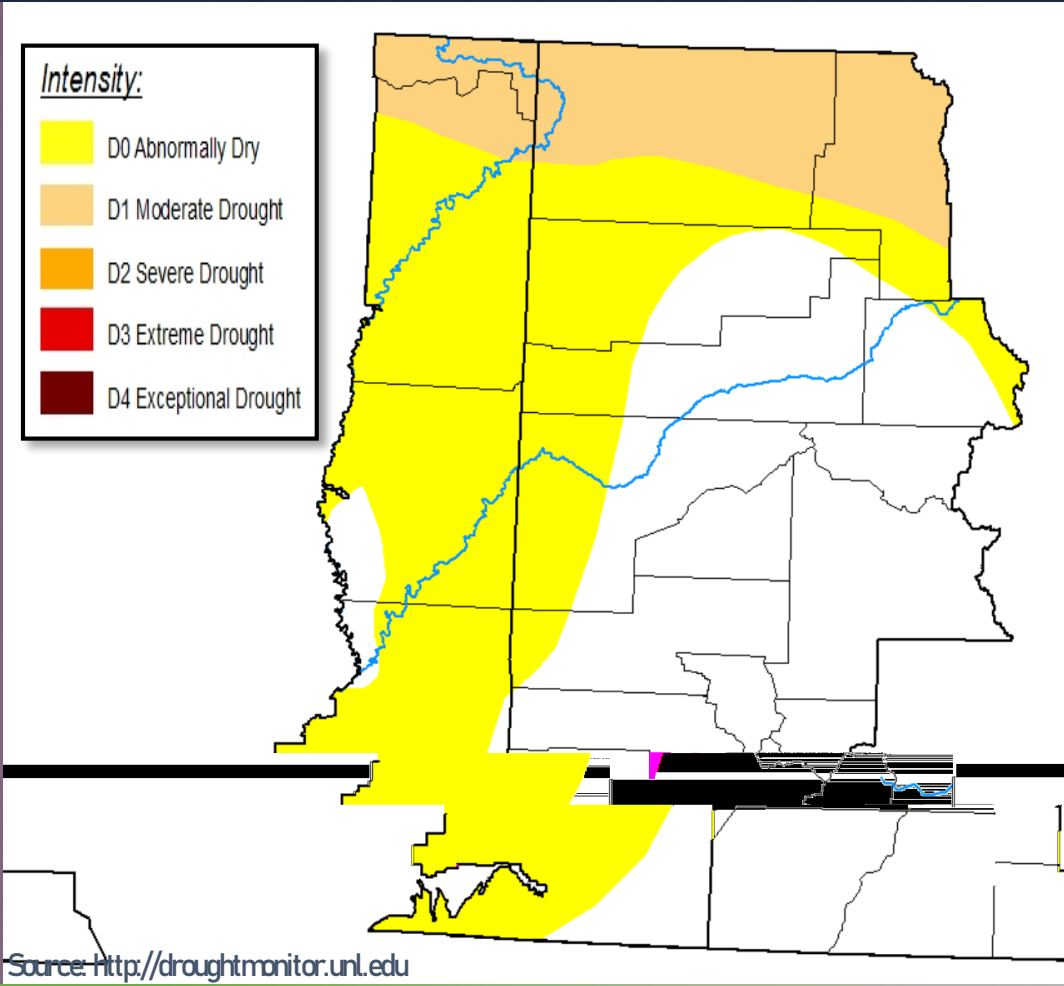 Intensity:
D0 Abnormally Dry
D1 Moderate Drought
D2 Severe Drought
D3 Extreme Drought
D4 Exceptional Drought
1
Source: http://droughtmonitor.unl.edu